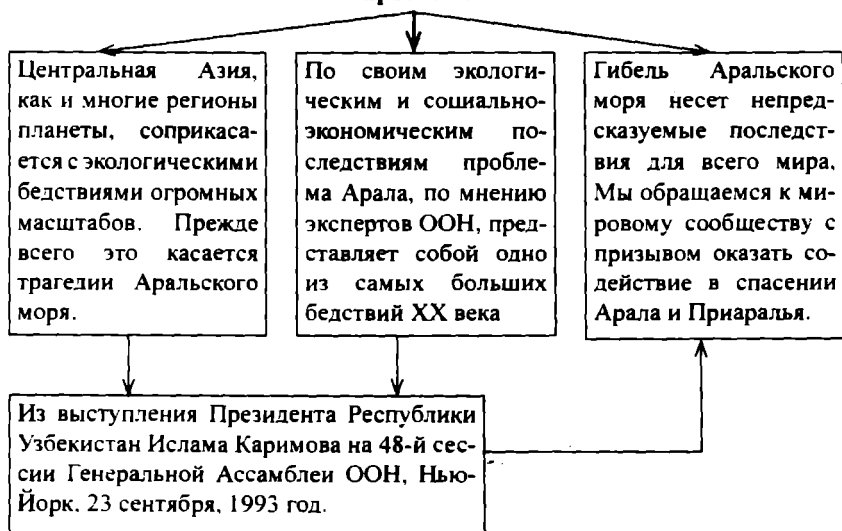 Центральная Азия,
как и многие регионы
планеты, соприкаса-
ется с экологическими
бедствиями огромных
масштабов. Прежде
всего это касается
трагедии Аральского
моря.
По своим экологи-
ческим и социально-
экономическим по-
следствиям пробле-
ма Арала, по мнению
экспертов ООН, пред-
ставляет собой одно
из самых больших
бедствий XX века
Гибель Аральского
моря несет непред-
сказуемые последст-
вия для всего мира.
Мы обращаемся к ми-
ровому сообществу с
призывом оказать со-
действие в спасении
Арала и Приаралья.
Из выступления Президента Республики
Узбекистан Ислама Каримова на 48-й сес-
сии Генеральной Ассамблеи ООН, Нью-
Йорк. 23 сентября, 1993 год.